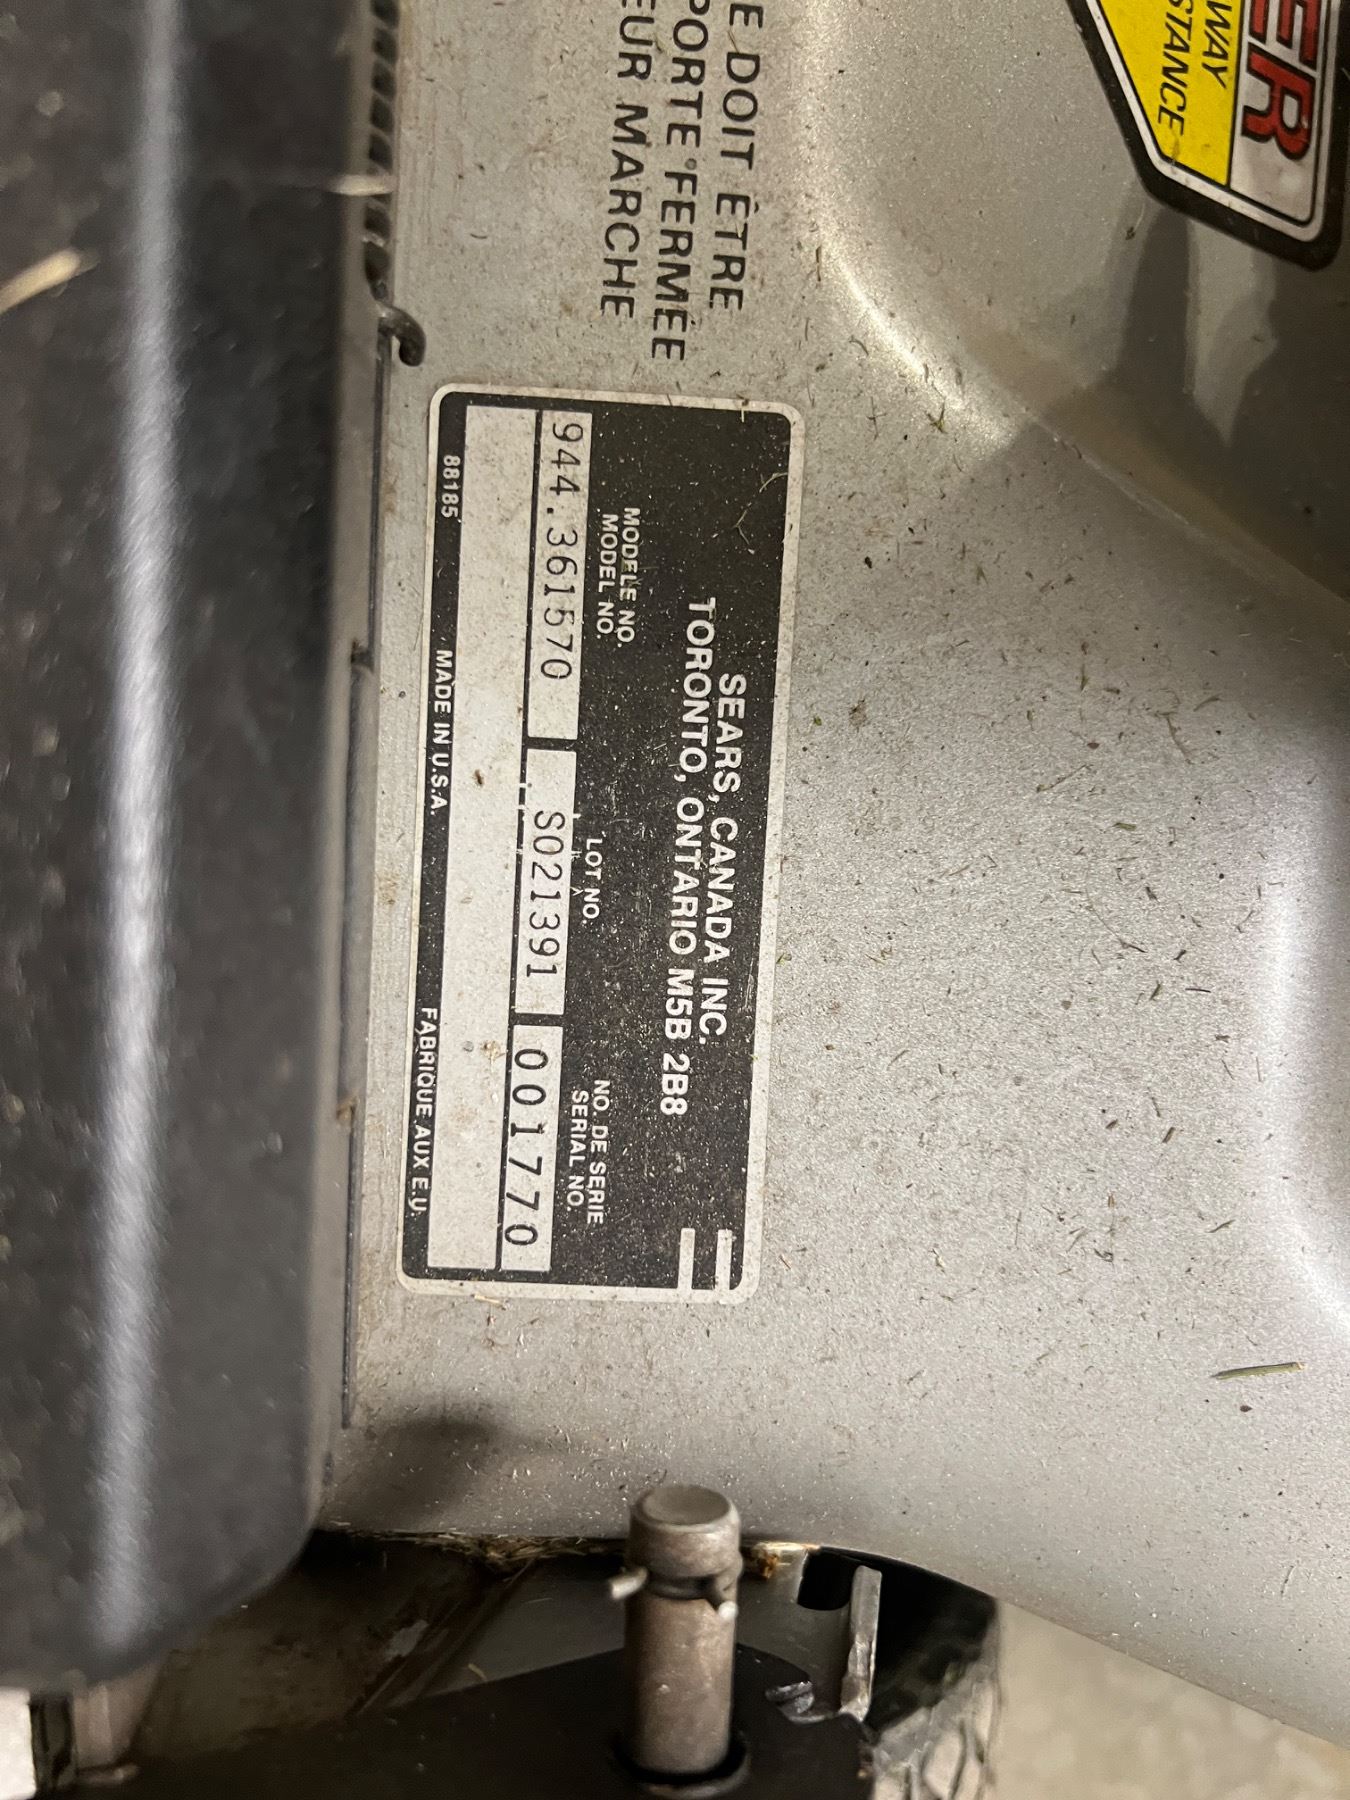 E DOIT ÊTRE
PORTE FERMÉE
EUR MARCHE
ER
WAY
STANCE
SEARS, CANADA INC.
TORONTO, ONTARIO M5B 2B8
MODELE NO.
MODEL NO.
LOT NO.
NO. DE SERIE
SERIAL NO.
944.361570
S021391
001770
88185
MADE IN U.S.A.
FABRIQUE AUX E.U.